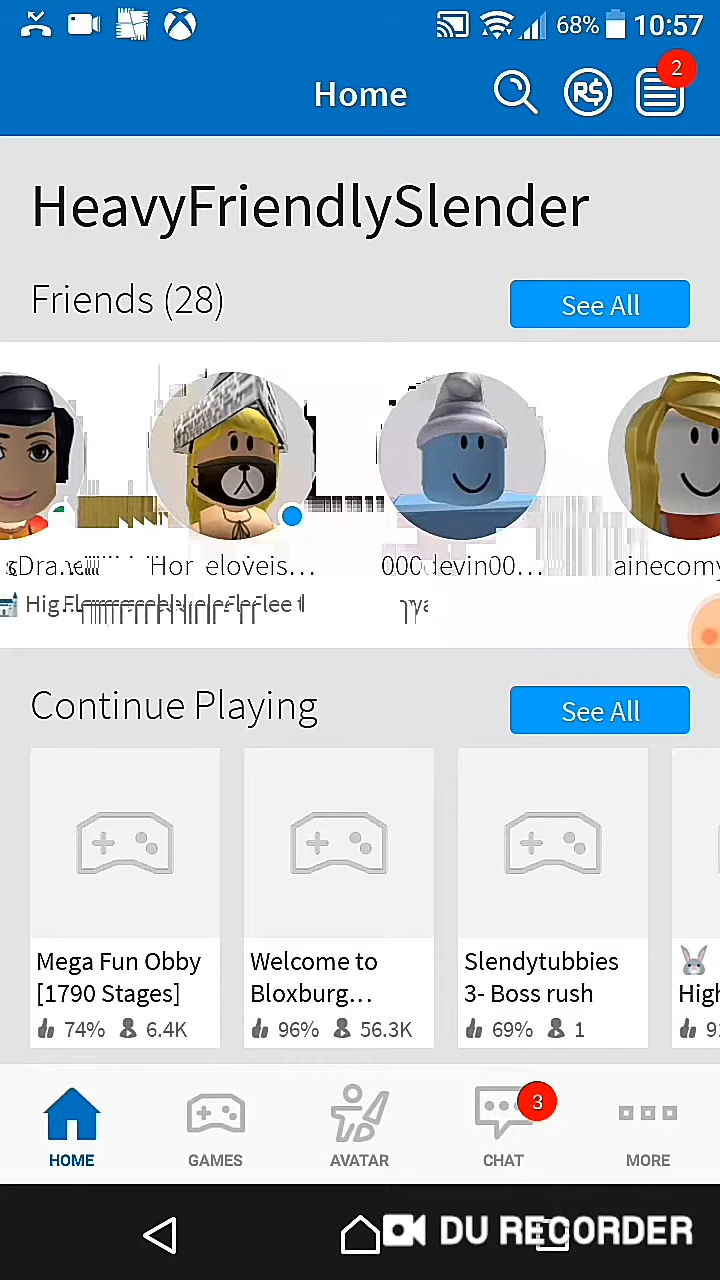 68% 10:57
Home
R$
2
HeavyFriendlySlender
Friends (28)
See All
000devin00...
Continue Playing
See All
Mega Fun Obby
[1790 Stages]
74% 6.4K
Welcome to
Bloxburg...
96% 56.3K
Slendytubbies
3- Boss rush
69% 1
3
HOME
GAMES
AVATAR
CHAT
MORE
DU RECORDER